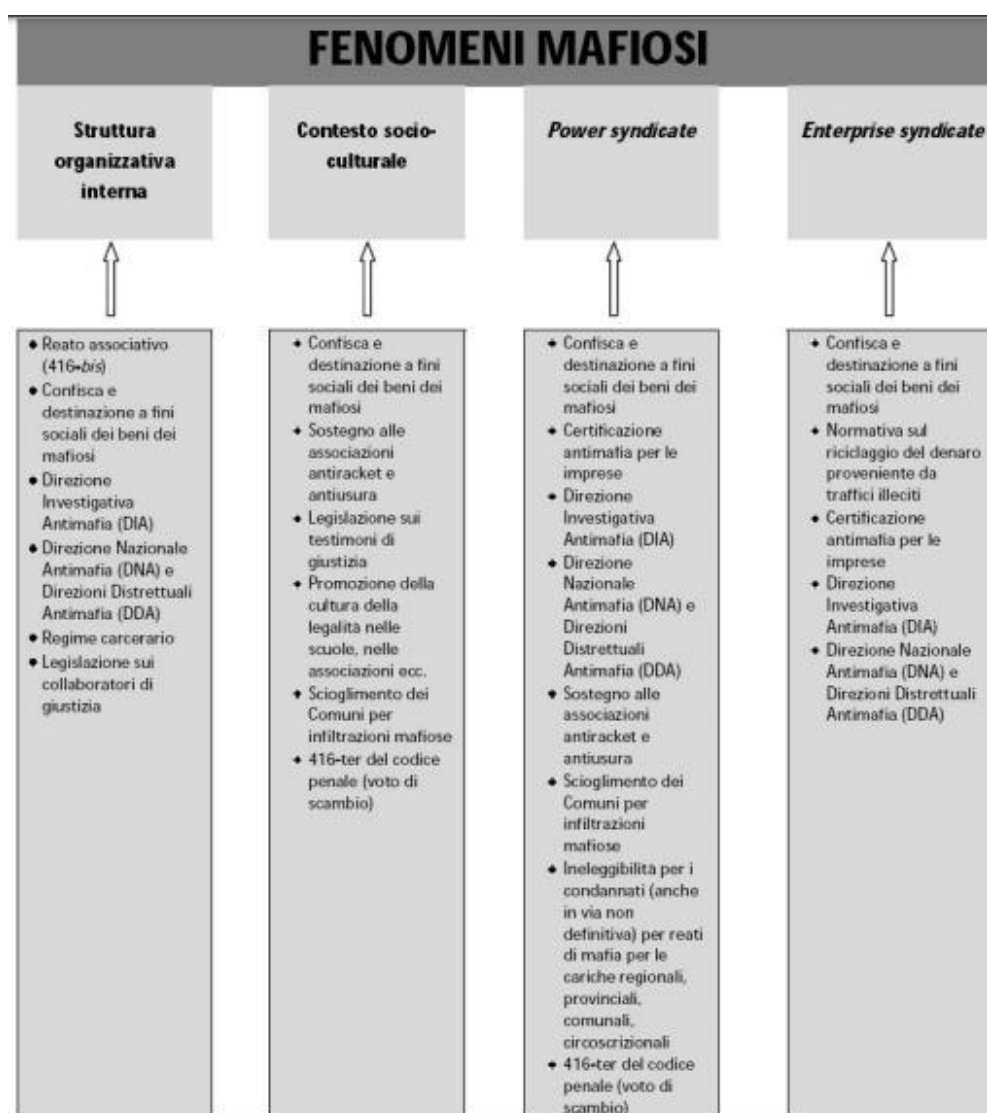 FENOMENI MAFIOSI
Struttura
organizzativa
interna
Contesto socio-
culturale
Power syndicate
Enterprise syndicate
• Reato associativo
(416-bis)
• Confisca e
destinazione a fini
sociali dei beni dei
mafiosi
• Direzione
Investigativa
Antimafia (DIA)
• Direzione Nazionale
Antimafia (DNA) e
Direzioni Distrettuali
Antimafia (DDA)
• Regime carcerario
• Legislazione sui
collaboratori di
giustizia
• Confisca e
destinazione a fini
sociali dei beni dei
mafiosi
• Sostegno alle
associazioni
antiracket e
antiusura
• Legislazione sui
testimoni di
giustizia
• Promozione della
cultura della
legalità nelle
scuole, nelle
associazioni ecc.
• Scioglimento dei
Comuni per
infiltrazioni mafiose
• 416-ter del codice
penale (voto di
scambio)
• Confisca e
destinazione a fini
sociali dei beni dei
mafiosi
• Certificazione
antimafia per le
imprese
• Direzione
Investigativa
Antimafia (DIA)
• Direzione
Nazionale
Antimafia (DNA) e
Direzioni
Distrettuali
Antimafia (DDA)
• Sostegno alle
associazioni
antiracket e
antiusura
• Scioglimento dei
Comuni per
infiltrazioni
mafiose
• Ineleggibilità per i
condannati (anche
in via non
definitiva) per reati
di mafia per le
cariche regionali,
provinciali,
comunali,
circoscrizionali
• 416-ter del codice
penale (voto di
scambio)
• Confisca e
destinazione a fini
sociali dei beni dei
mafiosi
• Normativa sul
riciclaggio del denaro
proveniente da
traffici illeciti
• Certificazione
antimafia per le
imprese
• Direzione
Investigativa
Antimafia (DIA)
• Direzione Nazionale
Antimafia (DNA) e
Direzioni Distrettuali
Antimafia (DDA)